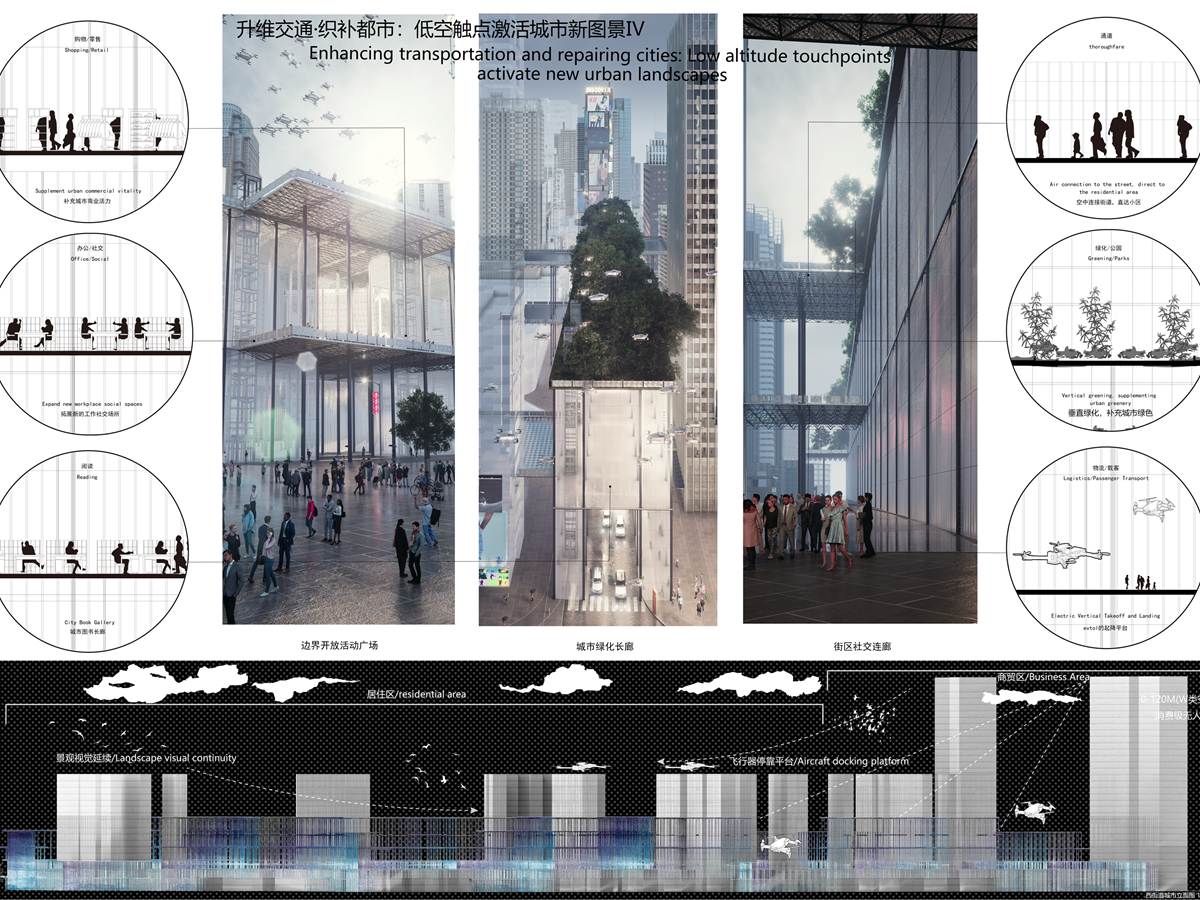 升维交通·织补都市：低空触点激活城市新图景IV
Enhancing transportation and repairing cities: Low altitude touchpoints
activate new urban landscapes
购物/零售
Shopping/Retail
Supplement urban commercial vitality
补充城市商业活力
办公/社交
Office/Social
Expand new workplace social spaces
拓展新的工作社交场所
阅读
Reading
City Book Gallery
城市图书长廊
通道
thoroughfare
Air connection to the street, direct to
the residential area
空中连接街道，直达小区
绿化/公园
Greening/Parks
Vertical greening, supplementing
urban greenery
垂直绿化，补充城市绿色
物流/载客
Logistics/Passenger Transport
Electric Vertical Takeoff and Landing
evtol的起降平台
边界开放活动广场
城市绿化长廊
街区社交连廊
居住区/residential area
商贸区/Business Area
景观视觉延续/Landscape visual continuity
飞行器停靠平台/Aircraft docking platform
0-120M(W类
消费级无人